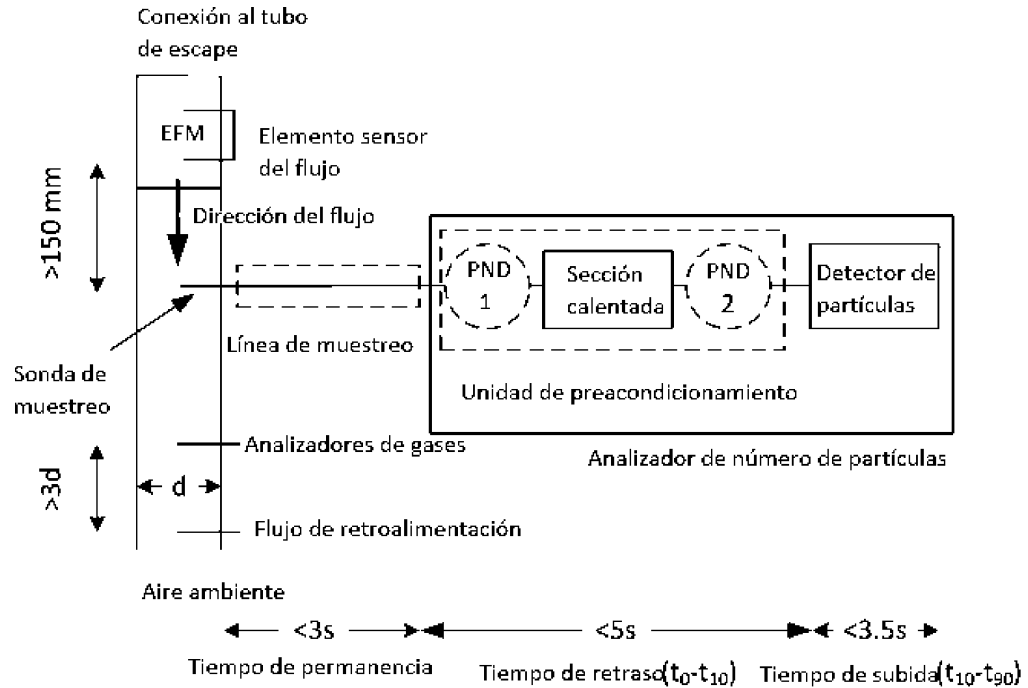 Conexión al tubo
de escape
EFM
Elemento sensor
del flujo
>150 mm
Dirección del flujo
PND
1
Sección
calentada
PND
2
Detector de
partículas
Línea de muestreo
Sonda de
muestreo
Unidad de preacondicionamiento
Analizadores de gases
Analizador de número de partículas
>3d
d
Flujo de retroalimentación
Aire ambiente
<3s
<5s
<3.5s
Tiempo de permanencia
Tiempo de retraso(t₀-t₁₀)
Tiempo de subida(t₁₀-t₉₀)